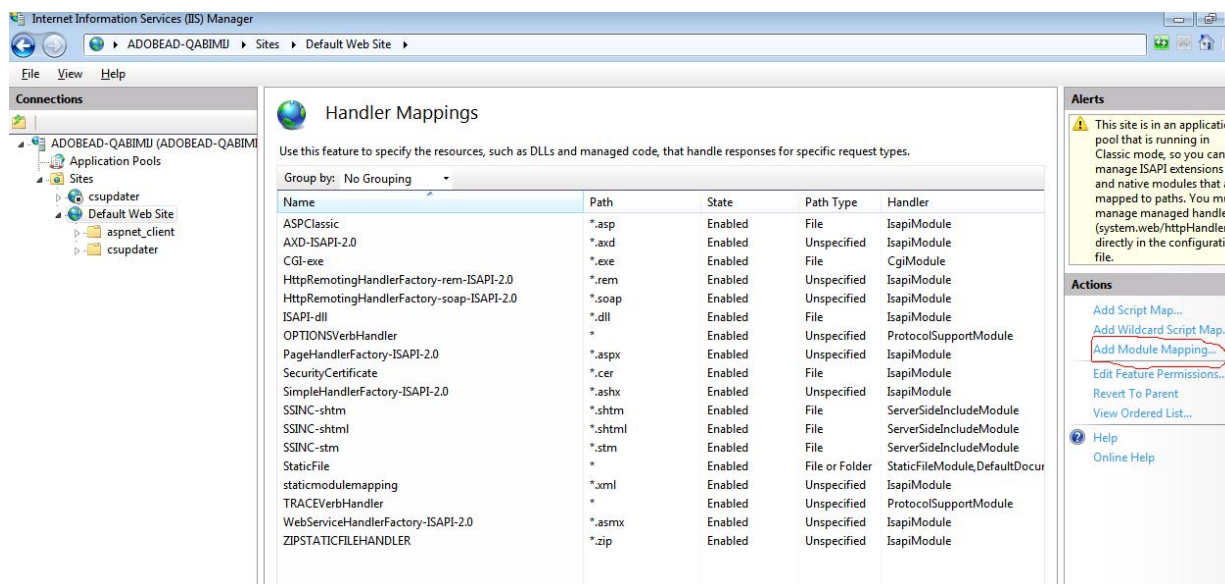 Internet Information Services (IIS) Manager
ADOBEAD-QABIMIJ Sites Default Web Site
File View Help
Connections
ADOBEAD-QABIMIJ (ADOBEAD-QABIMI
Application Pools
Sites
csupdater
Default Web Site
aspnet_client
csupdater
Handler Mappings
Use this feature to specify the resources, such as DLLs and managed code, that handle responses for specific request types.
Group by: No Grouping
Name Path State Path Type Handler
ASPClassic *.asp Enabled File IsapiModule
AXD-ISAPI-2.0 *.axd Enabled Unspecified IsapiModule
CGI-exe *.exe Enabled File CgiModule
HttpRemotingHandlerFactory-rem-ISAPI-2.0 *.rem Enabled Unspecified IsapiModule
HttpRemotingHandlerFactory-soap-ISAPI-2.0 *.soap Enabled Unspecified IsapiModule
ISAPI-dll *.dll Enabled File IsapiModule
OPTIONSVerbHandler * Enabled Unspecified ProtocolSupportModule
PageHandlerFactory-ISAPI-2.0 *.aspx Enabled Unspecified IsapiModule
SecurityCertificate *.cer Enabled File IsapiModule
SimpleHandlerFactory-ISAPI-2.0 *.ashx Enabled Unspecified IsapiModule
SSINC-shtm *.shtm Enabled File ServerSideIncludeModule
SSINC-shtml *.shtml Enabled File ServerSideIncludeModule
SSINC-stm *.stm Enabled File ServerSideIncludeModule
StaticFile * Enabled File or Folder StaticFileModule,DefaultDocur
staticmodulemapping *.xml Enabled Unspecified IsapiModule
TRACEVerbHandler * Enabled Unspecified ProtocolSupportModule
WebServiceHandlerFactory-ISAPI-2.0 *.asmx Enabled Unspecified IsapiModule
ZIPSTATICFILEHANDLER *.zip Enabled Unspecified IsapiModule
Alerts
This site is in an applicati
pool that is running in
Classic mode, so you can
manage ISAPI extensions
and native modules that a
mapped to paths. You mu
manage managed handle
(system.web/httpHandler
directly in the configurati
file.
Actions
Add Script Map...
Add Wildcard Script Map.
Add Module Mapping...
Edit Feature Permissions..
Revert To Parent
View Ordered List...
Help
Online Help